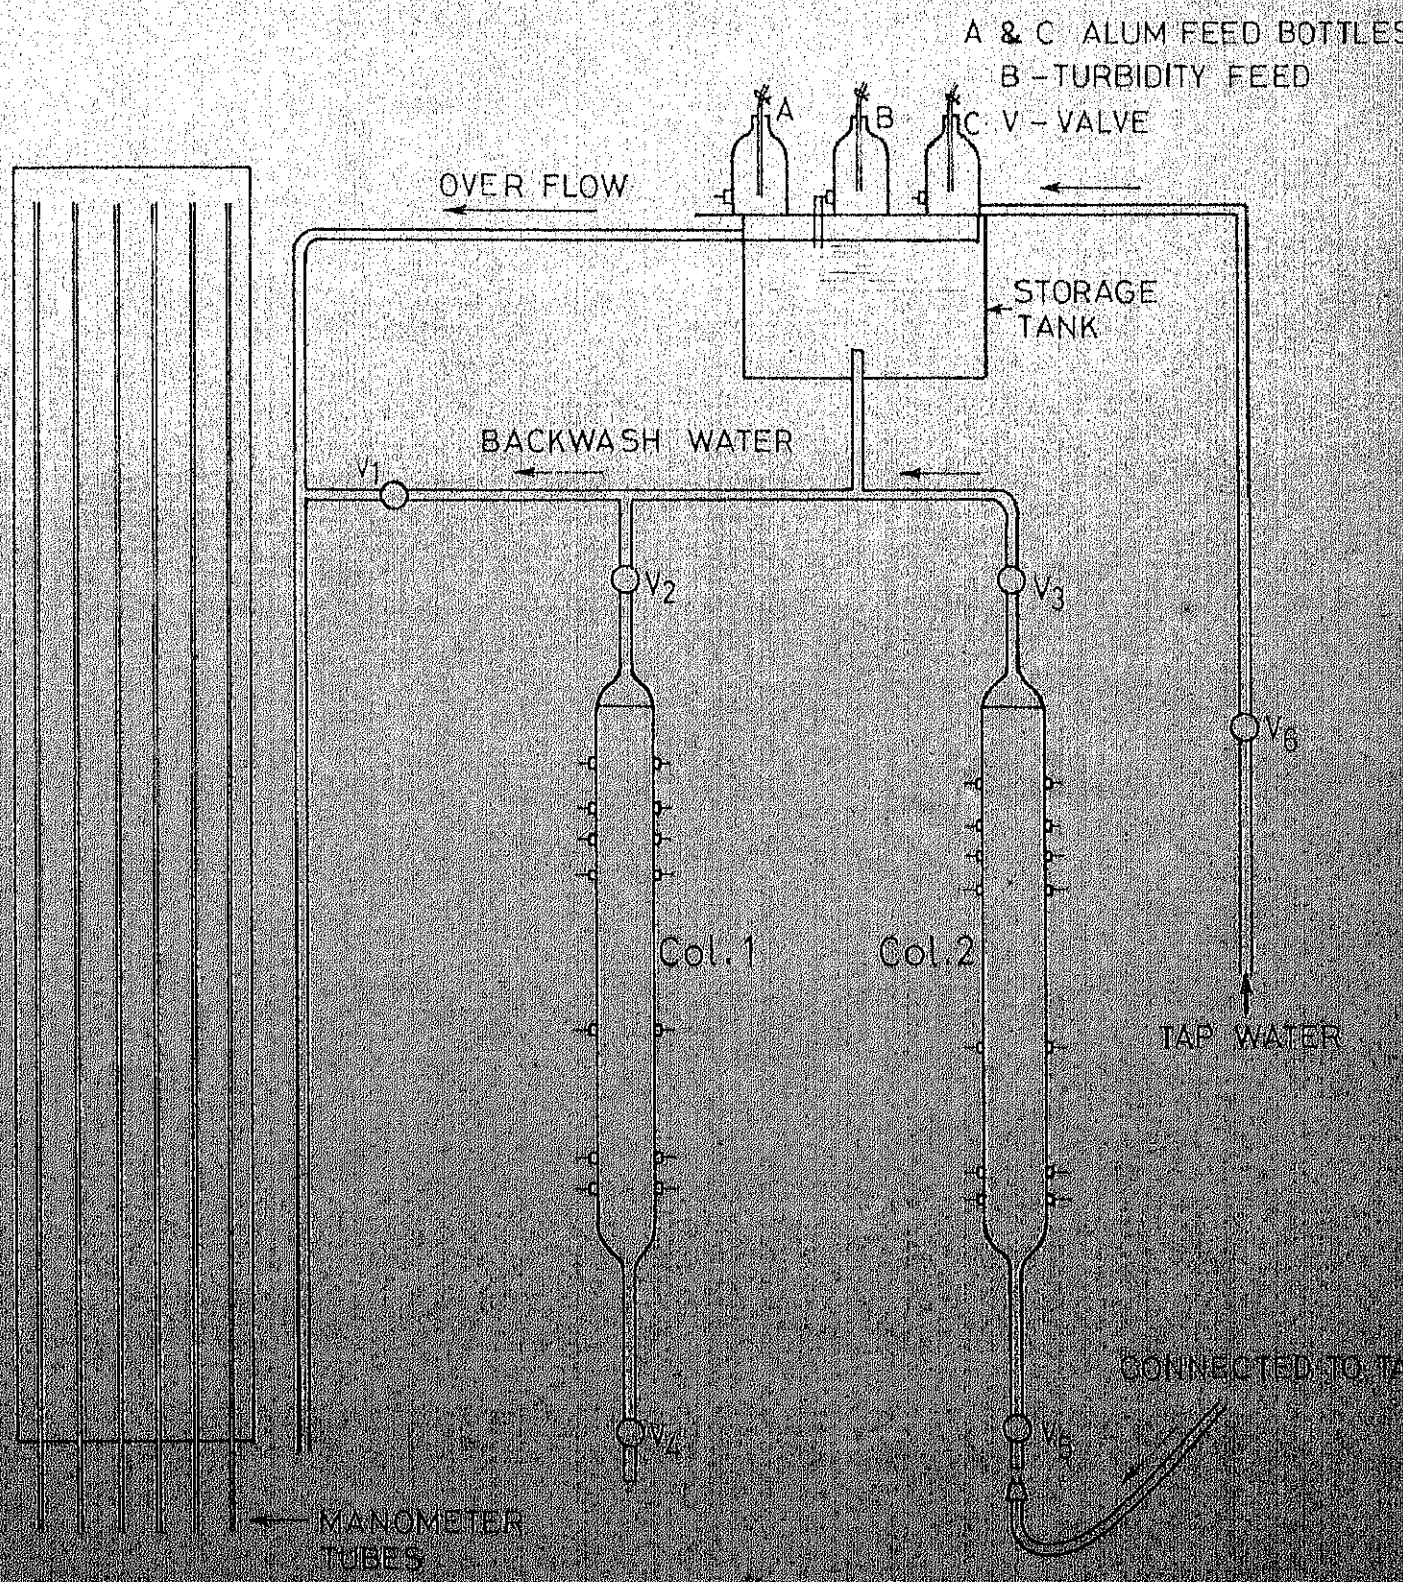 A & C ALUM FEED BOTTLES
B - TURBIDITY FEED
V - VALVE
A
B
C
OVER FLOW
STORAGE
TANK
BACKWASH WATER
V1
V2
V3
V6
Col.1
Col.2
TAP WATER
CONNECTED TO TA
V4
V5
MANOMETER
TUBES